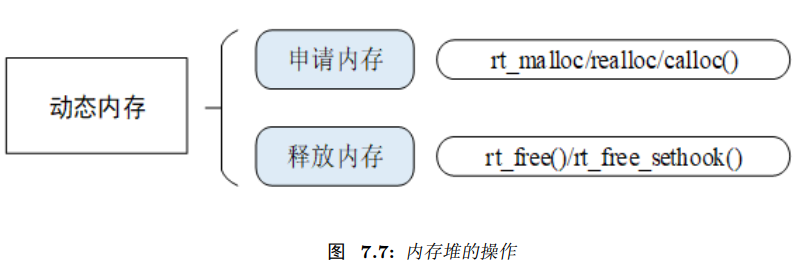 动态内存
申请内存
rt_malloc/realloc/calloc()
释放内存
rt_free()/rt_free_sethook()
图 7.7: 内存堆的操作